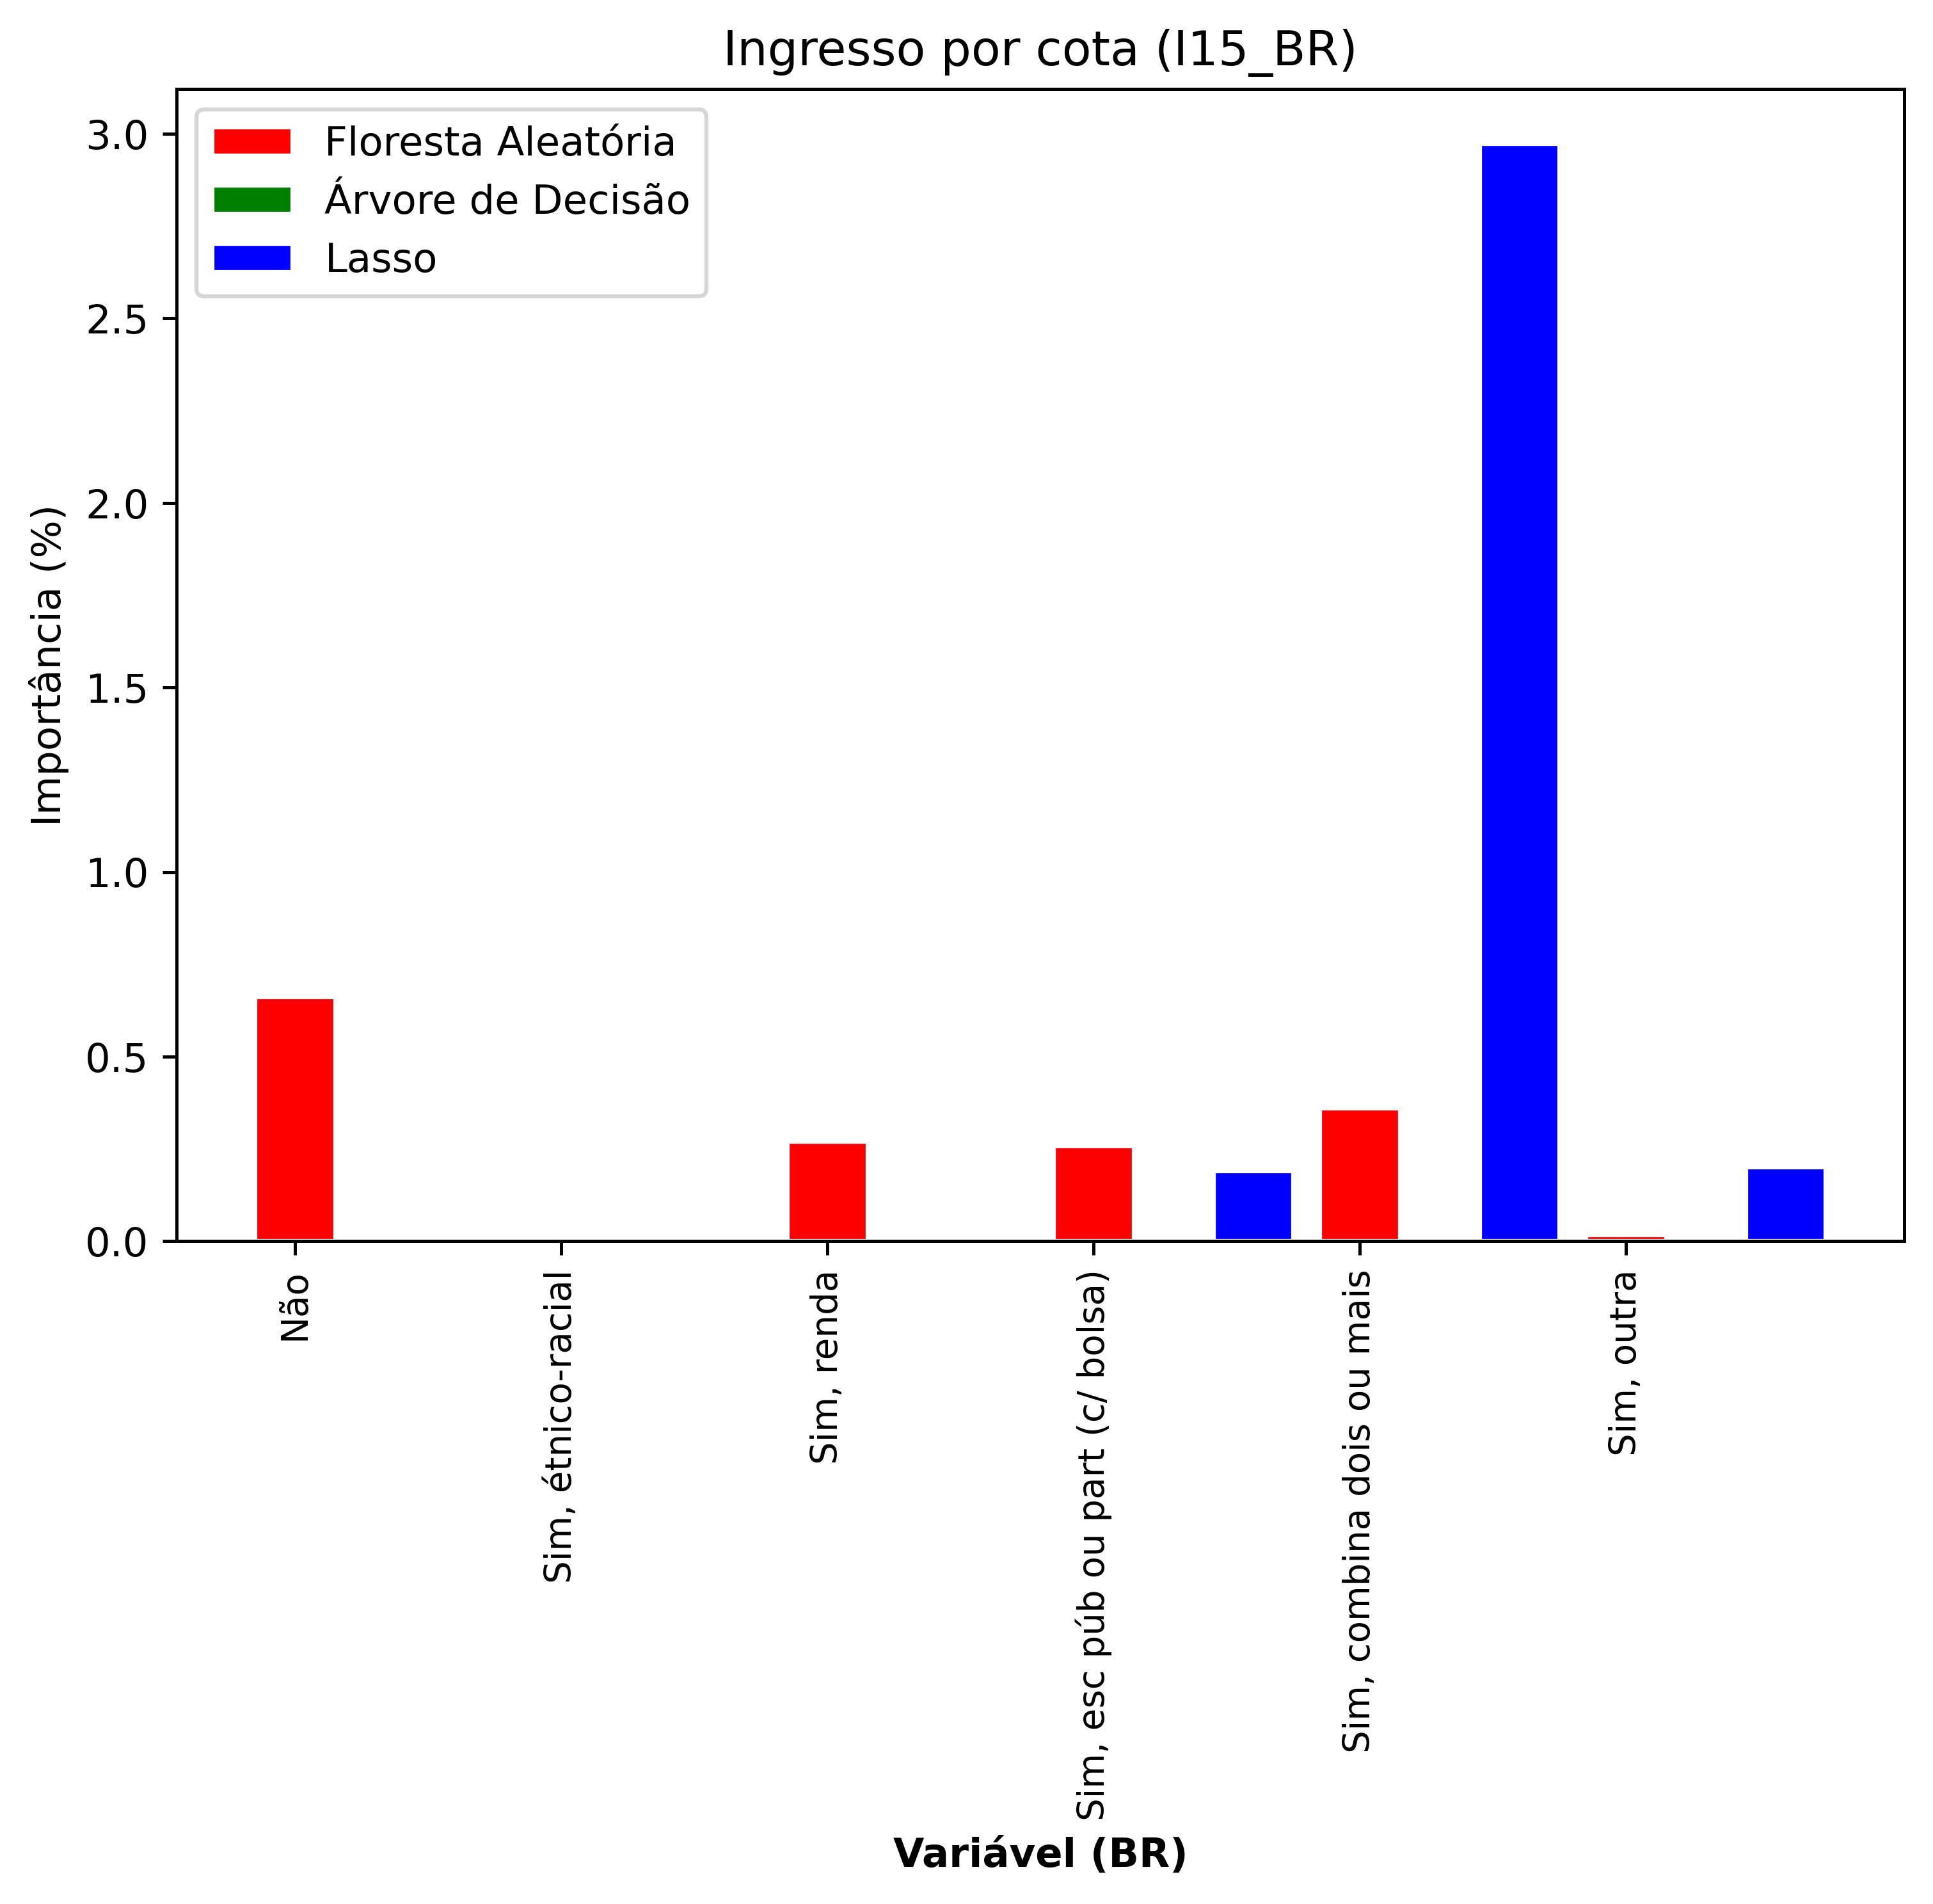 Ingresso por cota (I15_BR)
Floresta Aleatória
Árvore de Decisão
Lasso
Importância (%)
3.0
2.5
2.0
1.5
1.0
0.5
0.0
Não
Sim, étnico-racial
Sim, renda
Sim, esc púb ou part (c/ bolsa)
Sim, combina dois ou mais
Sim, outra
Variável (BR)